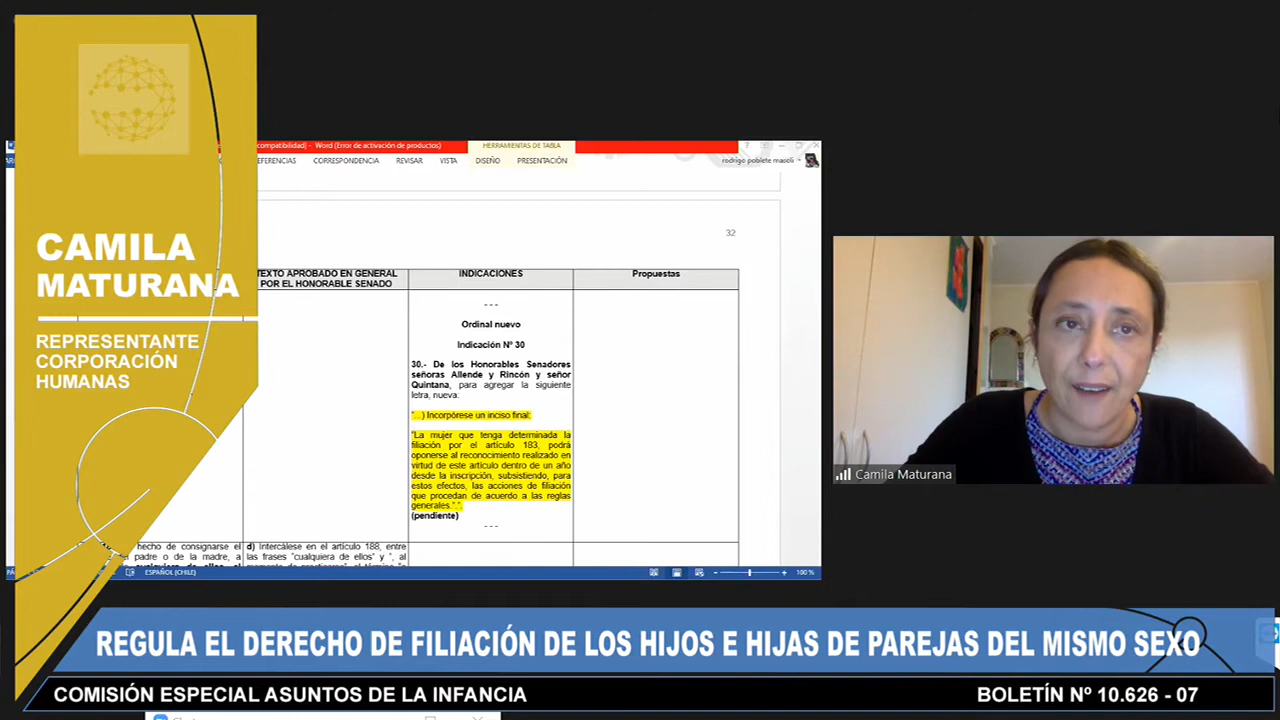 CAMILA
MATURANA
REPRESENTANTE
CORPORACIÓN
HUMANAS
compatibilidad] - Word (Error de activación de productos)
HERRAMIENTAS DE TABLA
CORRESPONDENCIA
REVISAR
VISTA
DISEÑO
PRESENTACIÓN
rodrigo poblete masoli
32
TEXTO APROBADO EN GENERAL
POR EL HONORABLE SENADO
INDICACIONES
Propuestas
- - -
Ordinal nuevo
Indicación Nº 30
30.- De los Honorables Senadores
señoras Allende y Rincón y señor
Quintana, para agregar la siguiente
letra, nueva:
"...) Incorpórese un inciso final:
"La mujer que tenga determinada la
filiación por el artículo 183, podrá
oponerse al reconocimiento realizado en
virtud de este artículo dentro de un año
desde la inscripción, subsistiendo, para
estos efectos, las acciones de filiación
que procedan de acuerdo a las reglas
generales.".".
(pendiente)
- - -
hecho de consignarse el
padre o de la madre, a
cualquiera de ellos, el
d) Intercálese en el artículo 188, entre
las frases "cualquiera de ellos" y ", al
ESPAÑOL (CHILE)
100 %
Camila Maturana
REGULA EL DERECHO DE FILIACIÓN DE LOS HIJOS E HIJAS DE PAREJAS DEL MISMO SEXO
COMISIÓN ESPECIAL ASUNTOS DE LA INFANCIA
BOLETÍN Nº 10.626 - 07